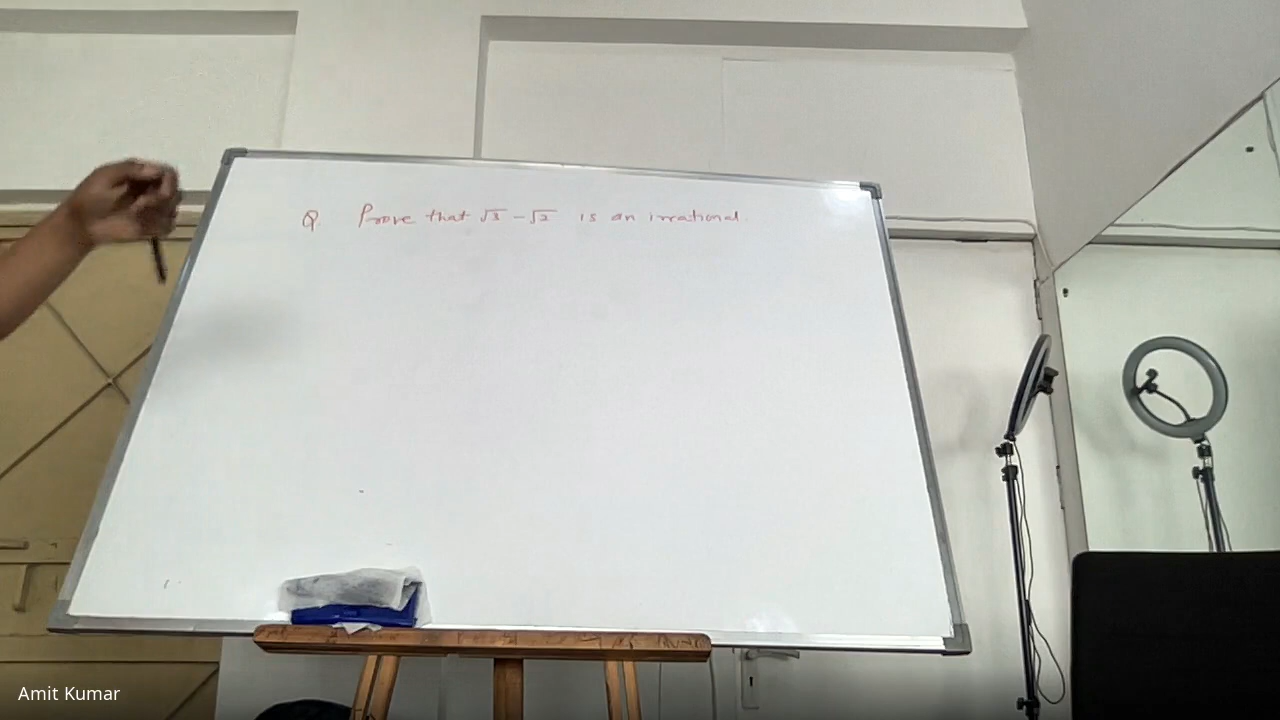 Q Prove that √3 - √2 is an irrational.
Amit Kumar